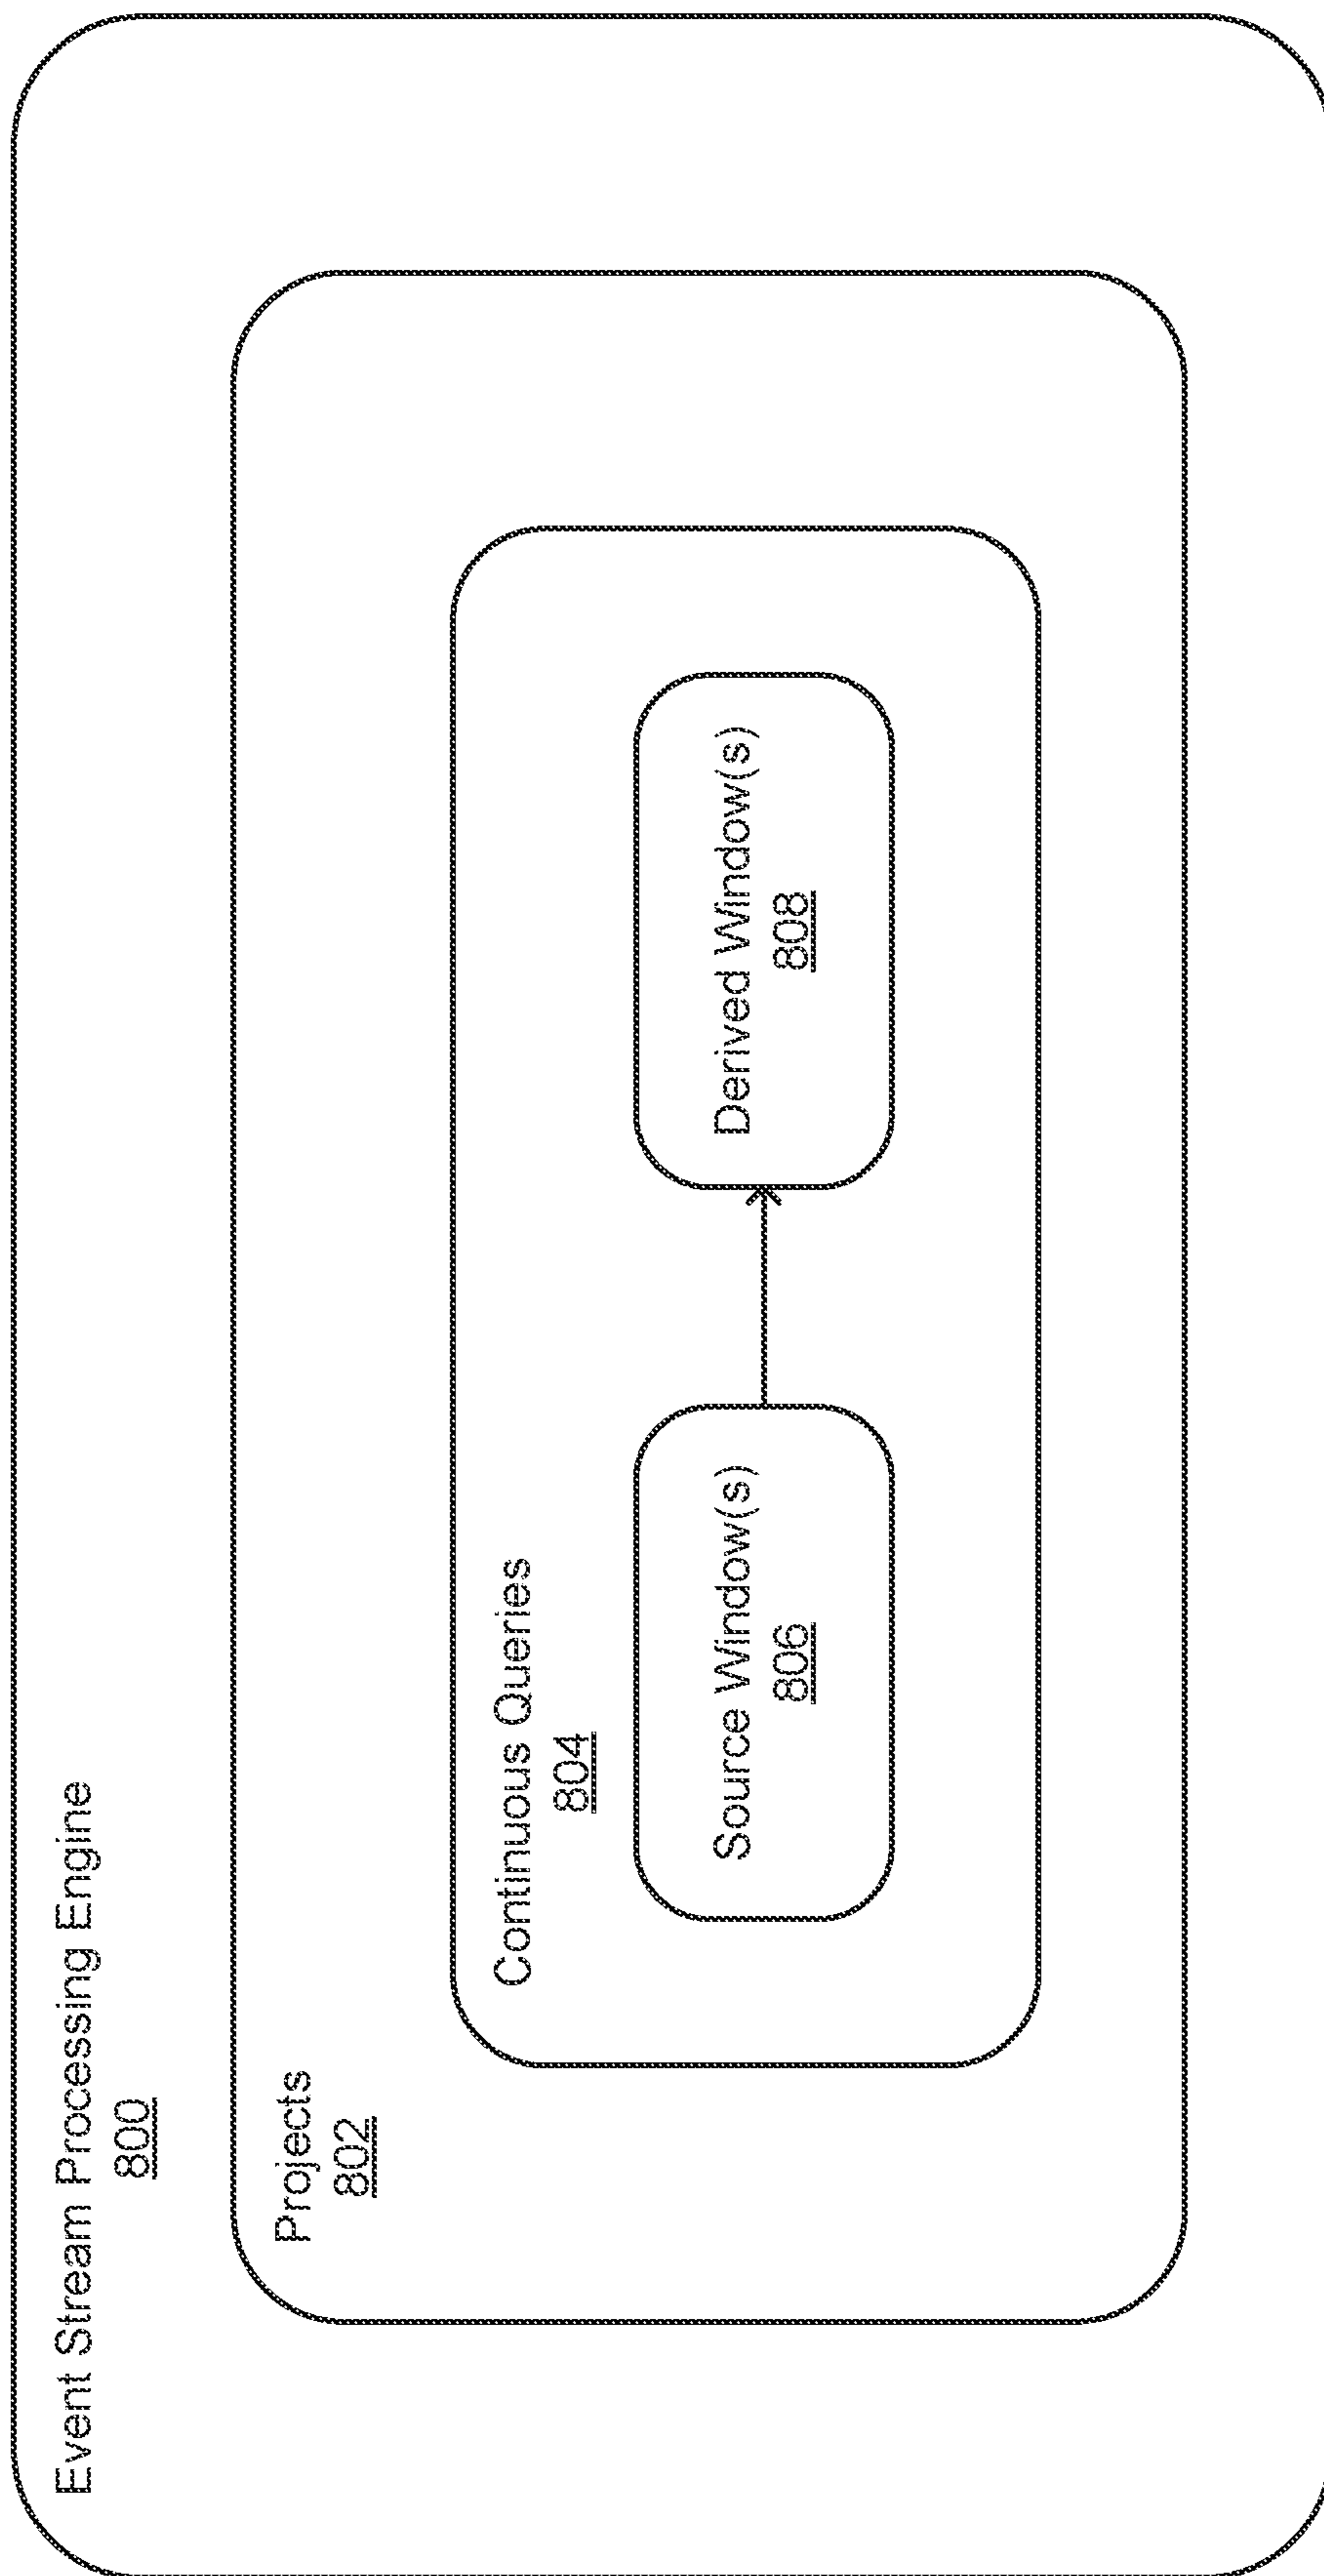 Event Stream Processing Engine
800
Projects
802
Continuous Queries
804
Source Window(s)
806
Derived Window(s)
808